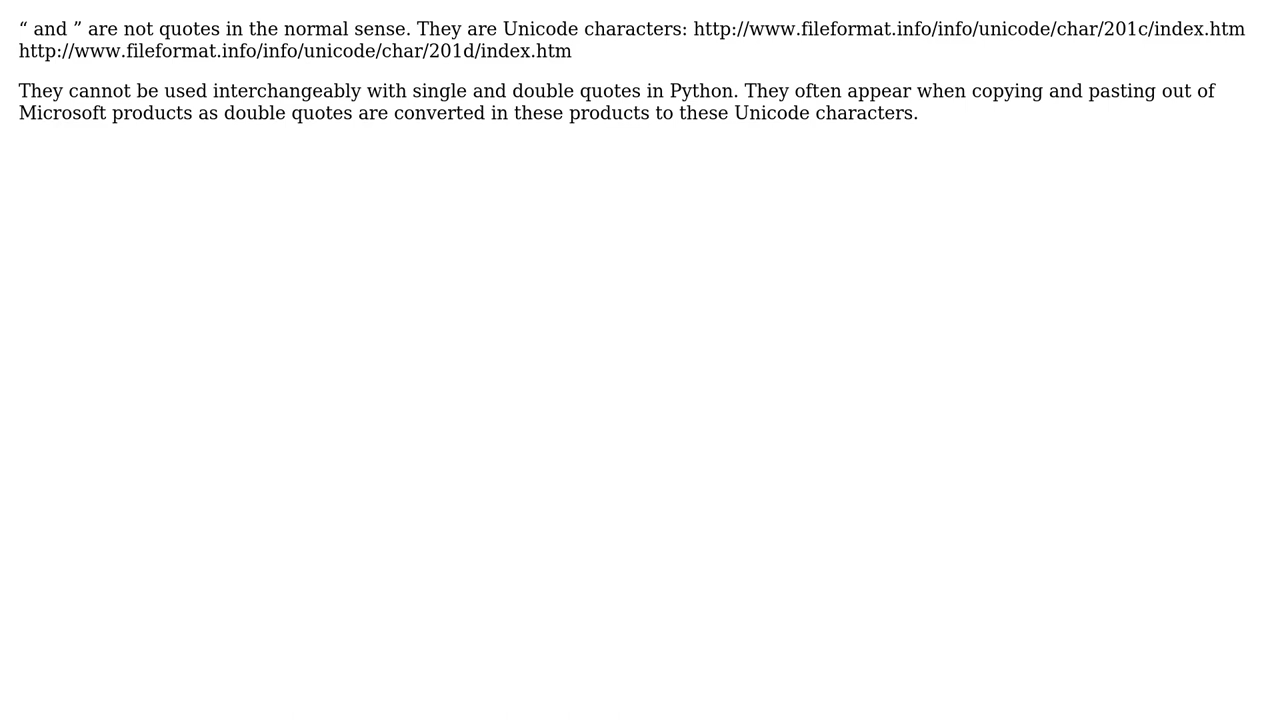 “ and ” are not quotes in the normal sense. They are Unicode characters: http://www.fileformat.info/info/unicode/char/201c/index.htm
http://www.fileformat.info/info/unicode/char/201d/index.htm
They cannot be used interchangeably with single and double quotes in Python. They often appear when copying and pasting out of
Microsoft products as double quotes are converted in these products to these Unicode characters.